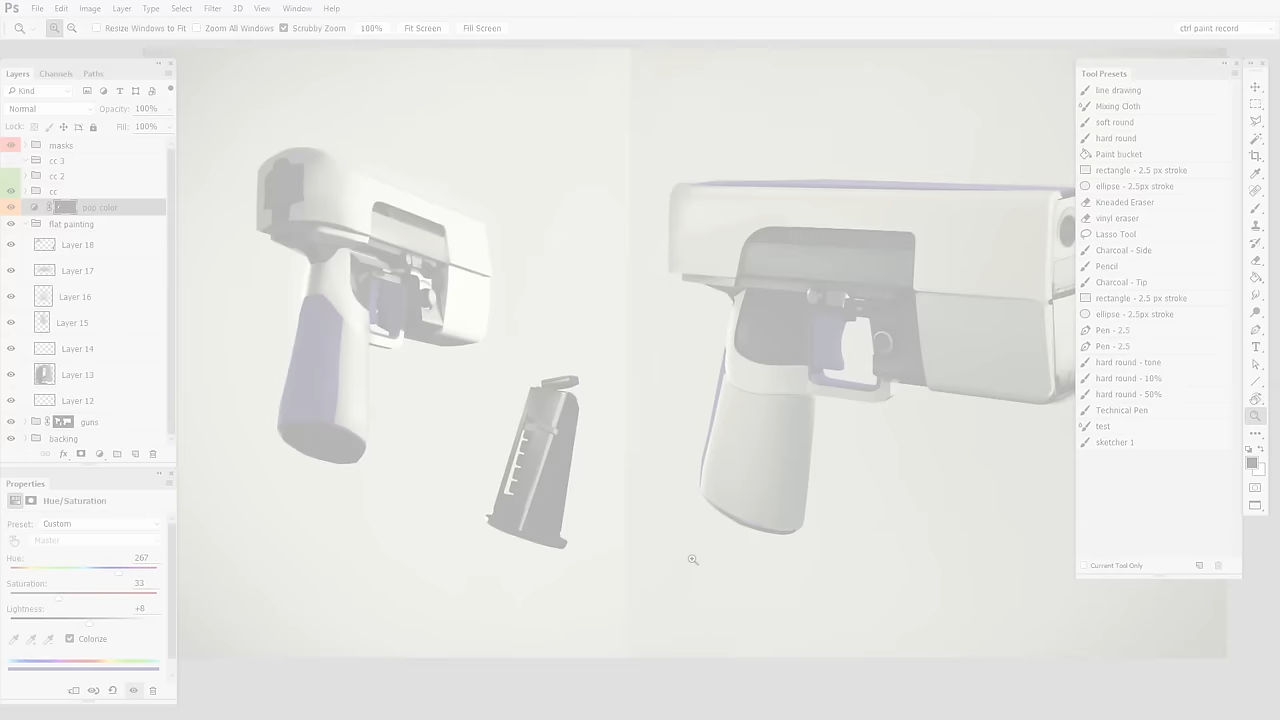 Ps File Edit Image Layer Type Select Filter 3D View Window Help
Resize Windows to Fit Zoom All Windows Scrubby Zoom 100% Fit Screen Fill Screen ctrl paint record
Layers Channels Paths
Kind
Normal Opacity: 100%
Lock: Fill: 100%
masks
cc 3
cc 2
cc
pop color
flat painting
Layer 18
Layer 17
Layer 16
Layer 15
Layer 14
Layer 13
Layer 12
guns
backing
fx
Properties
Hue/Saturation
Preset: Custom
Master
Hue: 267
Saturation: 33
Lightness: +8
Colorize
Tool Presets
line drawing
Mixing Cloth
soft round
hard round
Paint bucket
rectangle - 2.5 px stroke
ellipse - 2.5px stroke
Kneaded Eraser
vinyl eraser
Lasso Tool
Charcoal - Side
Pencil
Charcoal - Tip
rectangle - 2.5 px stroke
ellipse - 2.5px stroke
Pen - 2.5
Pen - 2.5
hard round - tone
hard round - 10%
hard round - 50%
Technical Pen
test
sketcher 1
Current Tool Only